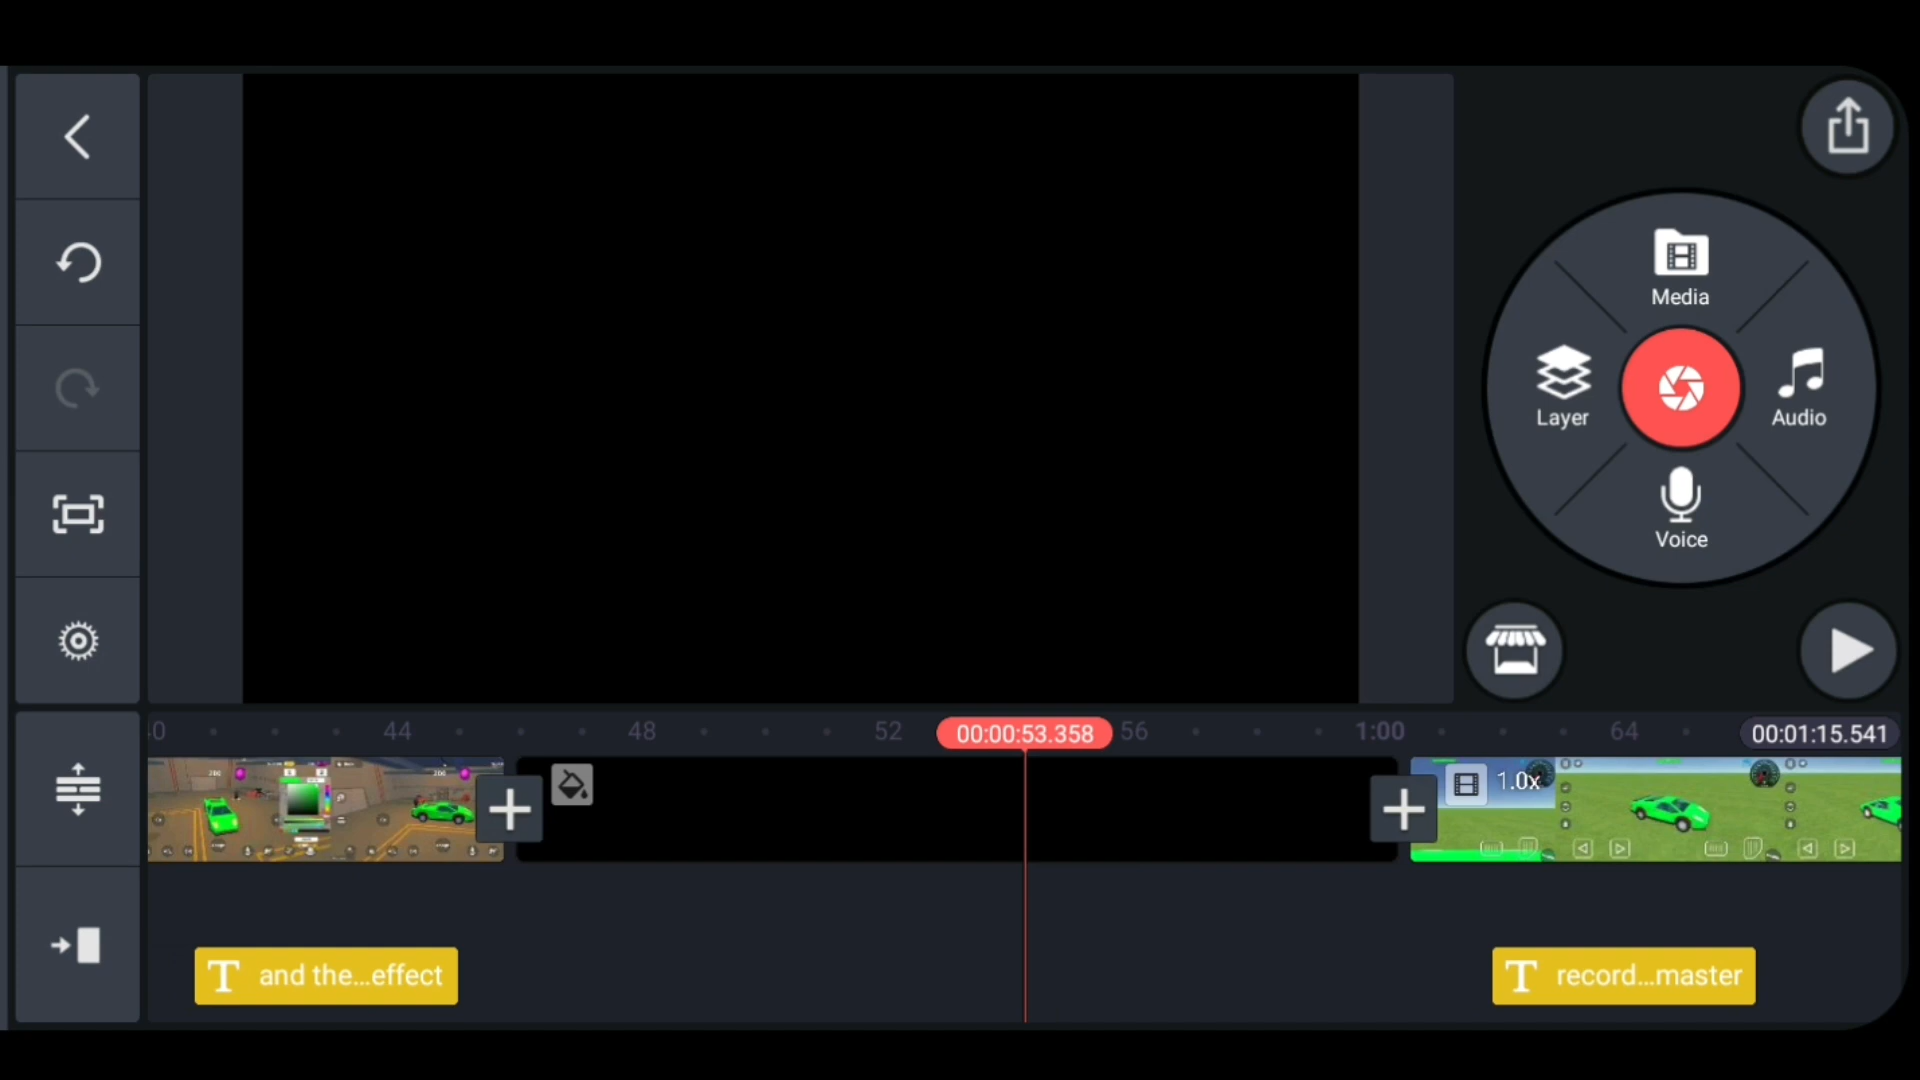 Media
Layer
Audio
Voice
44
48
52
00:00:53.358
56
1:00
64
00:01:15.541
1.0x
T and the...effect
T record...master